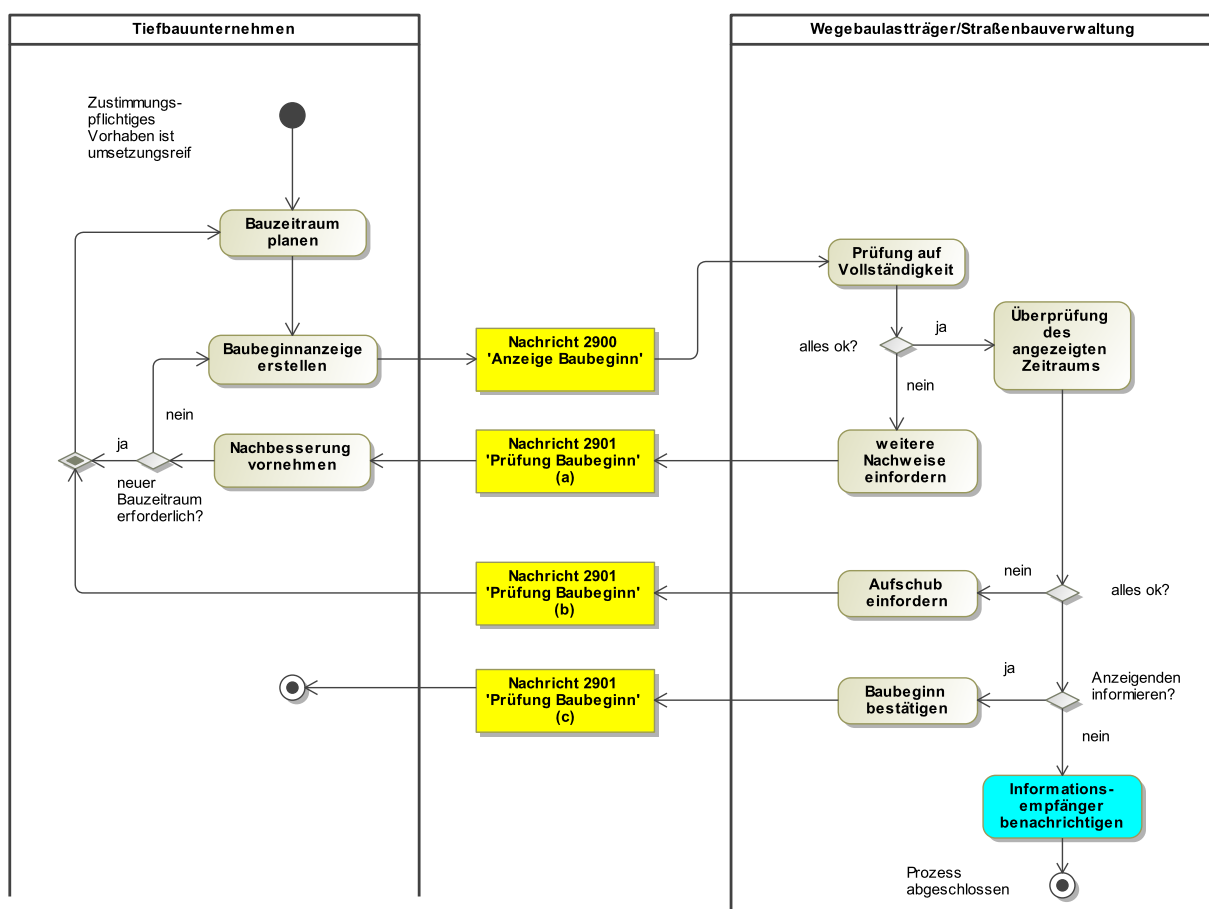 Tiefbauunternehmen
Wegebaulastträger/Straßenbauverwaltung
Zustimmungs-
pflichtiges
Vorhaben ist
umsetzungsreif
Bauzeitraum
planen
Prüfung auf
Vollständigkeit
Baubeginnanzeige
erstellen
Nachricht 2900
'Anzeige Baubeginn'
alles ok?
ja
Überprüfung
des
angezeigten
Zeitraums
nein
nein
ja
neuer
Bauzeitraum
erforderlich?
Nachbesserung
vornehmen
Nachricht 2901
'Prüfung Baubeginn'
(a)
weitere
Nachweise
einfordern
Nachricht 2901
'Prüfung Baubeginn'
(b)
Aufschub
einfordern
nein
alles ok?
Nachricht 2901
'Prüfung Baubeginn'
(c)
Baubeginn
bestätigen
ja
Anzeigenden
informieren?
nein
Informations-
empfänger
benachrichtigen
Prozess
abgeschlossen